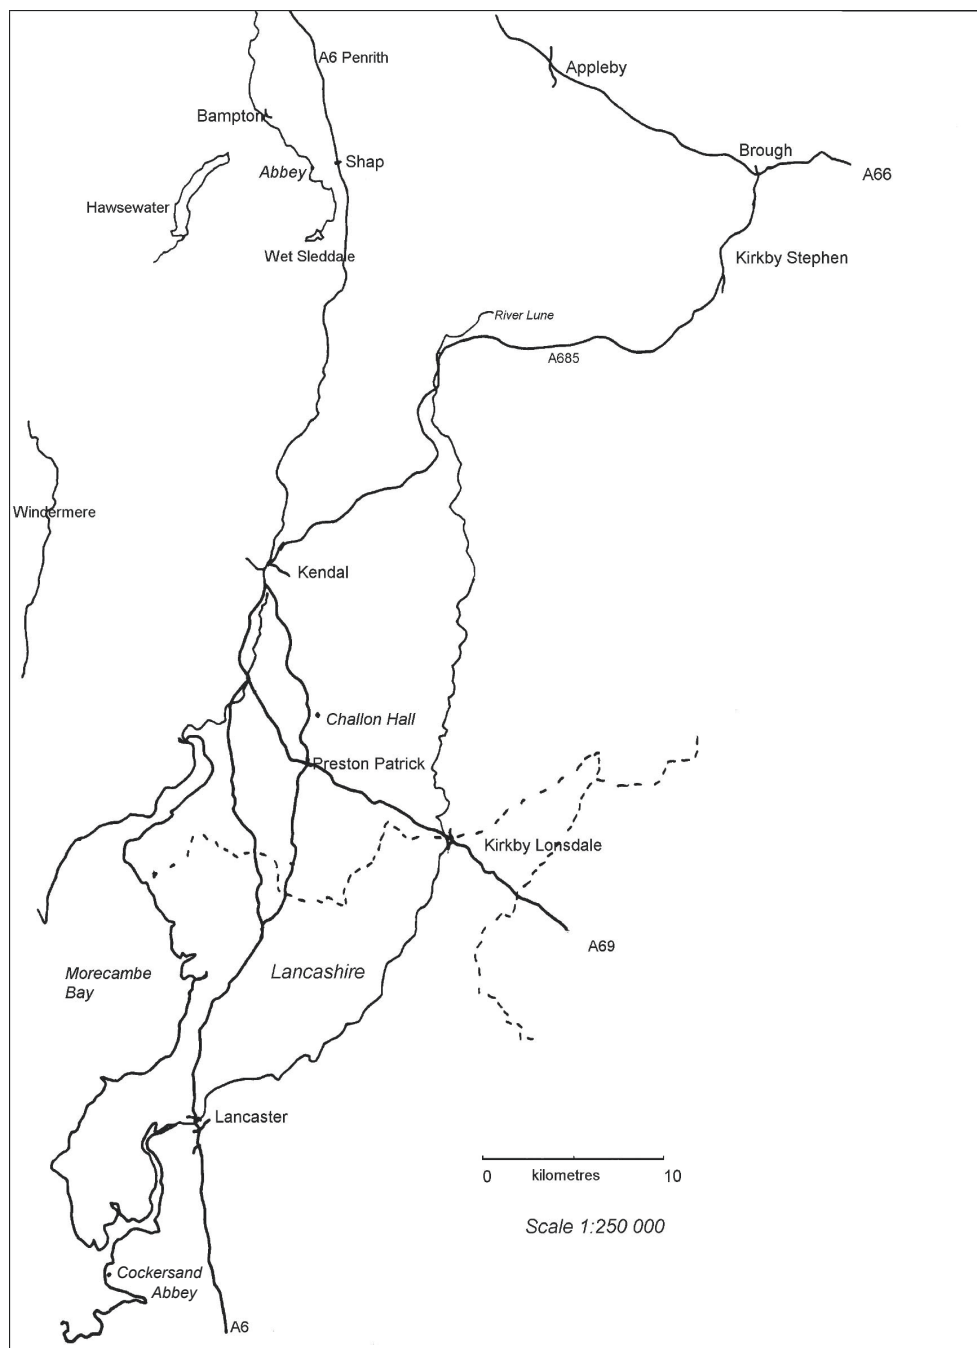 A6 Penrith
Appleby
Bampton
Brough
Shap
Abbey
A66
Hawsewater
Wet Sleddale
Kirkby Stephen
River Lune
A685
Windermere
Kendal
Challon Hall
Preston Patrick
Kirkby Lonsdale
A69
Morecambe
Bay
Lancashire
Lancaster
0 kilometres 10
Scale 1:250 000
Cockersand
Abbey
A6